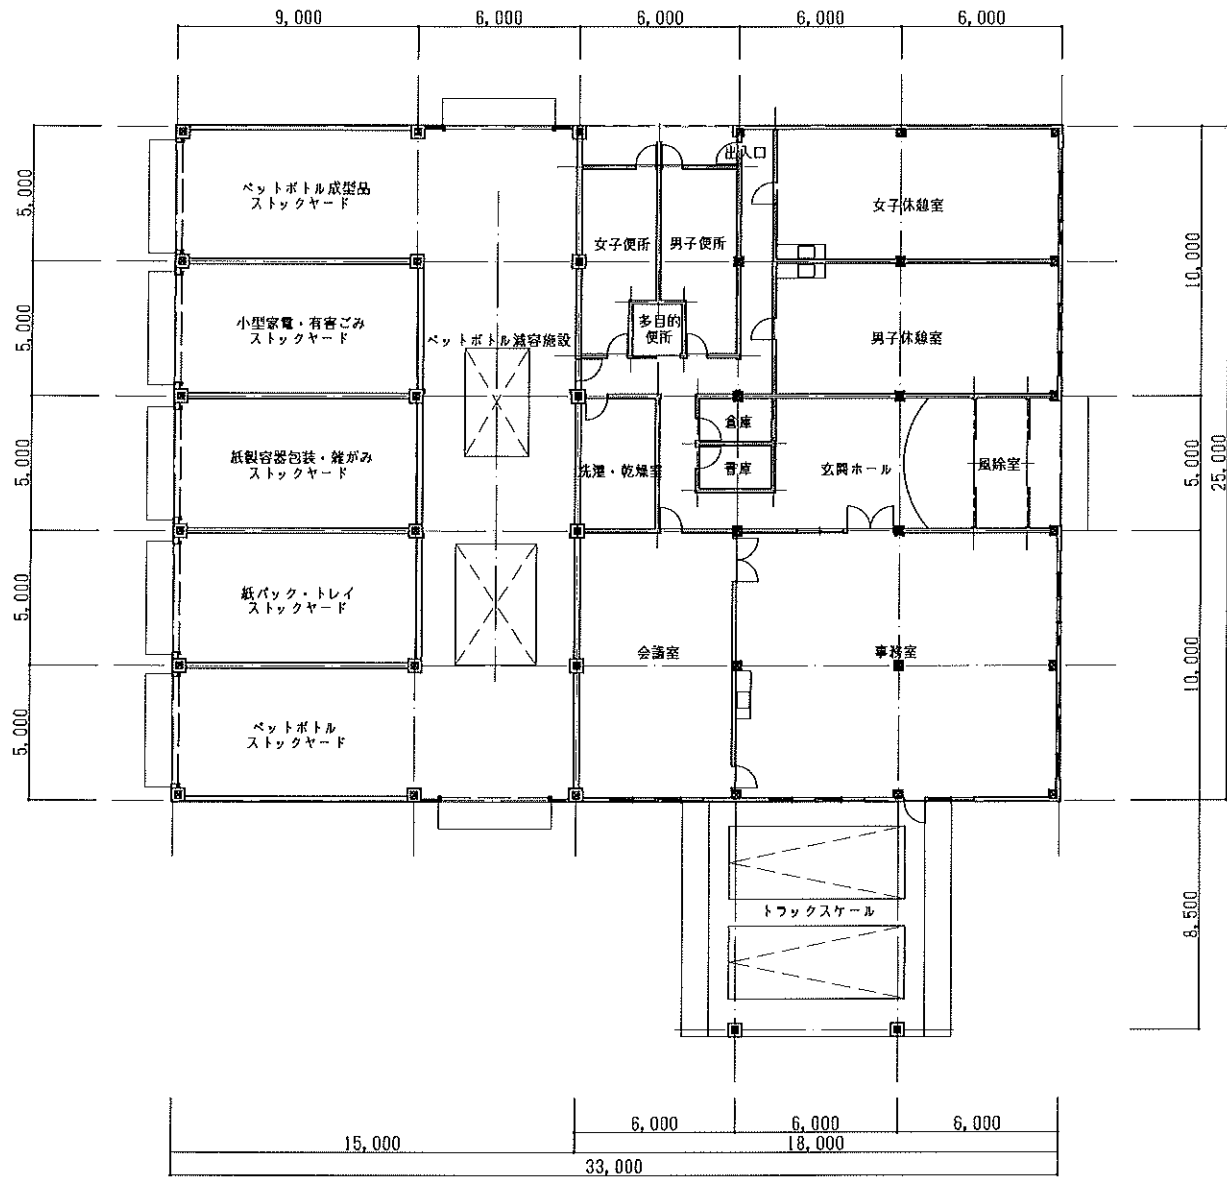 9,000
6,000
6,000
6,000
6,000
5,000
5,000
5,000
5,000
5,000
10,000
5,000
10,000
25,000
8,500
ペットボトル成型品
ストックヤード
小型家電・有害ごみ
ストックヤード
紙製容器包装・雑がみ
ストックヤード
紙パック・トレイ
ストックヤード
ペットボトル
ストックヤード
ペットボトル減容施設
女子便所
男子便所
多目的
便所
出入口
女子休憩室
男子休憩室
倉庫
書庫
洗濯・乾燥室
玄関ホール
風除室
会議室
事務室
トラックスケール
6,000
6,000
6,000
15,000
18,000
33,000